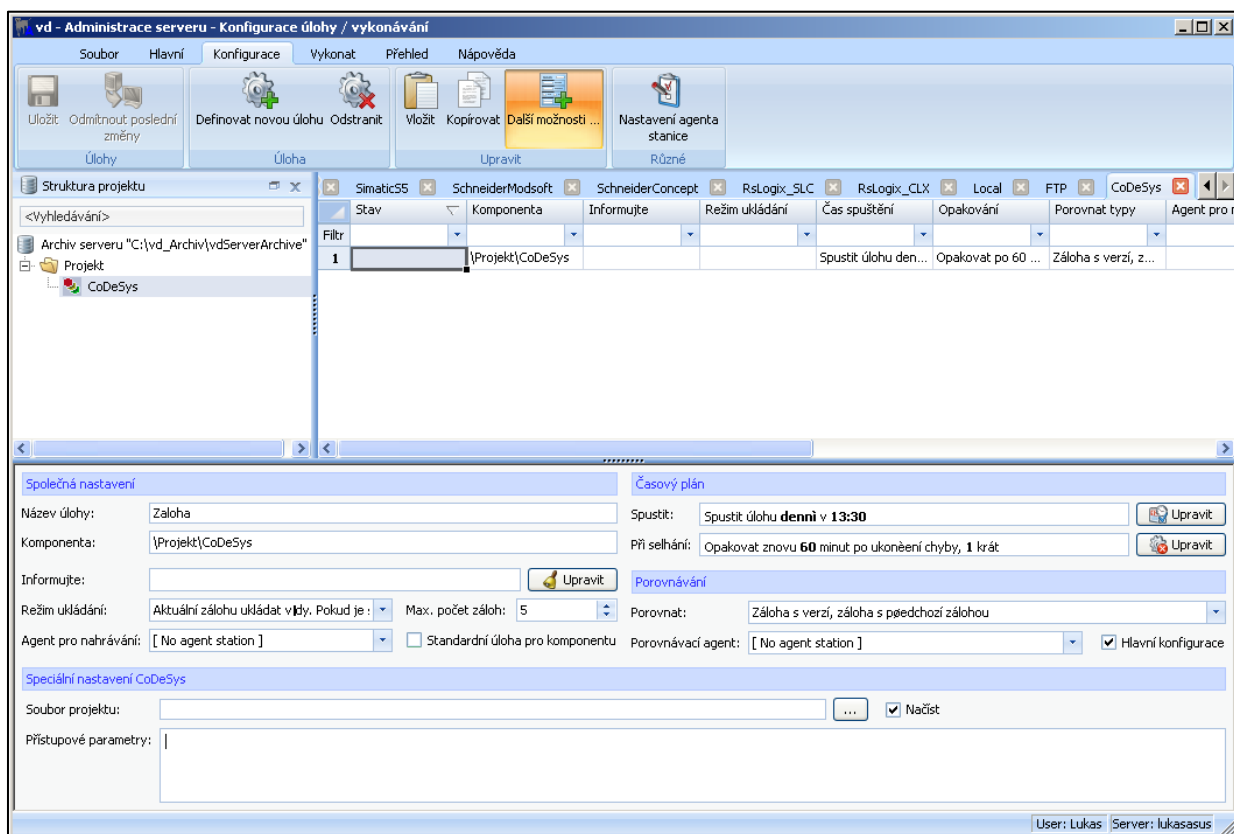 vd - Administrace serveru - Konfigurace úlohy / vykonávání
Soubor Hlavní Konfigurace Vykonat Přehled Nápověda
Uložit Odmítnout poslední změny Definovat novou úlohu Odstranit Vložit Kopírovat Další možnosti ... Nastavení agenta stanice
Úlohy Úloha Upravit Různé
Struktura projektu
<Vyhledávání>
Archiv serveru "C:\vd_Archiv\vdServerArchive"
Projekt
CoDeSys
SimaticS5 SchneiderModsoft SchneiderConcept RsLogix_SLC RsLogix_CLX Local FTP CoDeSys
Stav Komponenta Informujte Režim ukládání Čas spuštění Opakování Porovnat typy Agent pro
Filtr
1 \Projekt\CoDeSys Spustit úlohu den... Opakovat po 60 ... Záloha s verzí, z...
Společná nastavení
Název úlohy: Zaloha
Komponenta: \Projekt\CoDeSys
Informujte: Upravit
Režim ukládání: Aktuální zálohu ukládat vldy. Pokud je : Max. počet záloh: 5
Agent pro nahrávání: [ No agent station ] Standardní úloha pro komponentu
Časový plán
Spustit: Spustit úlohu dennì v 13:30 Upravit
Při selhání: Opakovat znovu 60 minut po ukonèení chyby, 1 krát Upravit
Porovnávání
Porovnat: Záloha s verzí, záloha s pøedchozí zálohou
Porovnávací agent: [ No agent station ] Hlavní konfigurace
Speciální nastavení CoDeSys
Soubor projektu: ... Načíst
Přístupové parametry:
User: Lukas Server: lukasasus